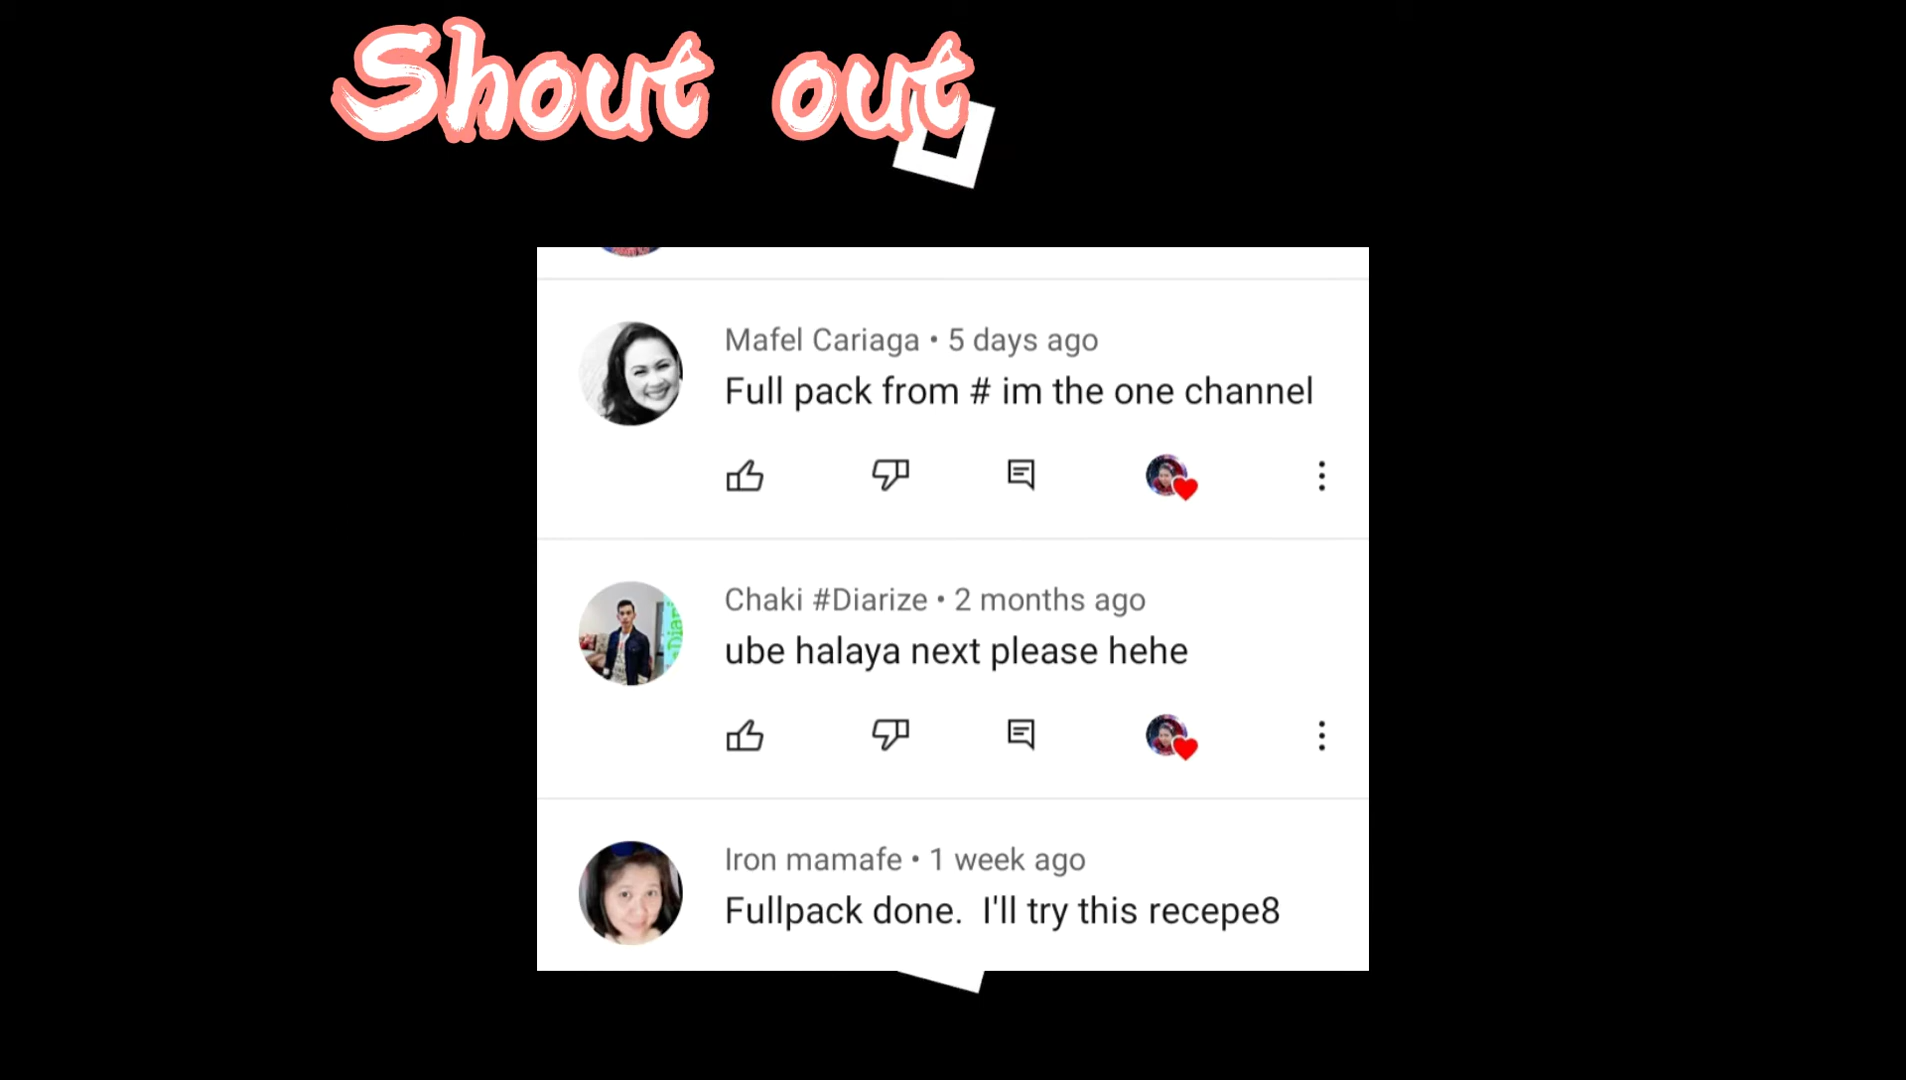 Shout out
Mafel Cariaga • 5 days ago
Full pack from # im the one channel
Chaki #Diarize • 2 months ago
ube halaya next please hehe
Iron mamafe • 1 week ago
Fullpack done.  I'll try this recepe8